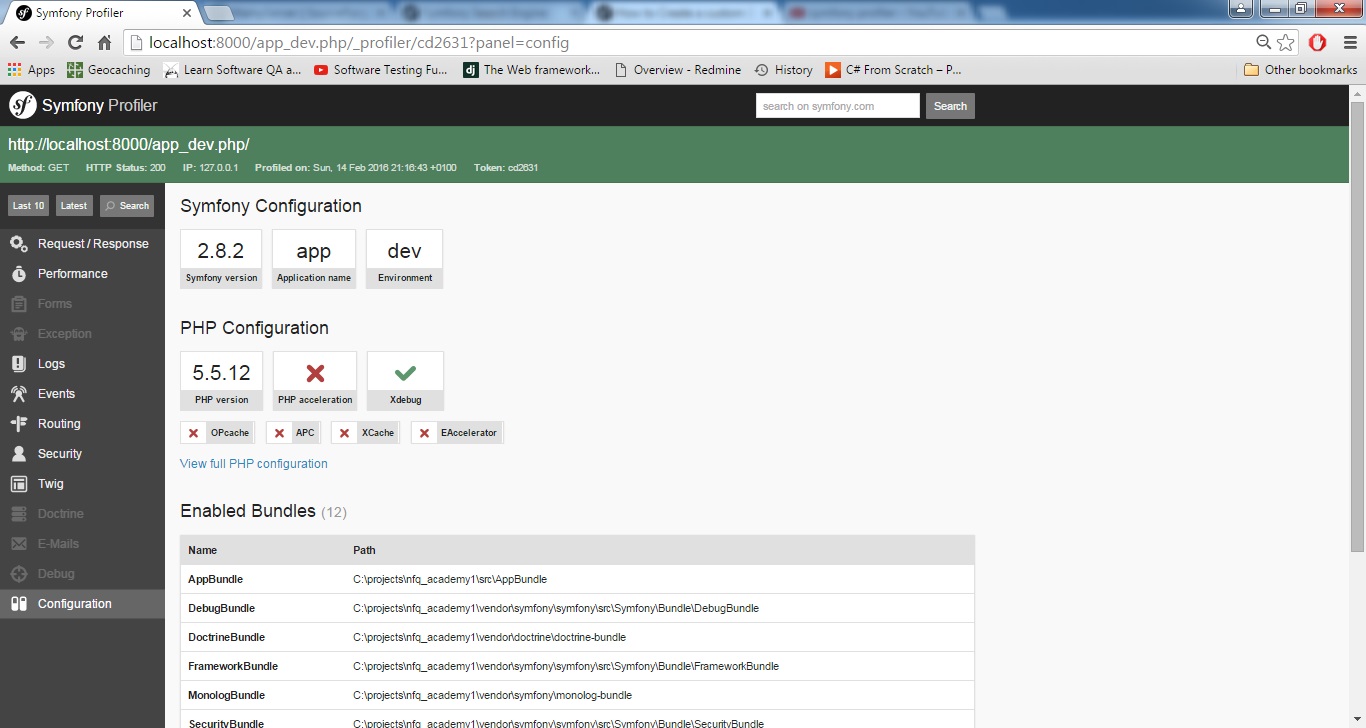 Symfony Profiler
localhost:8000/app_dev.php/_profiler/cd2631?panel=config
Apps Geocaching Learn Software QA a... Software Testing Fu... The Web framework... Overview - Redmine History C# From Scratch – P... Other bookmarks
Symfony Profiler search on symfony.com Search
http://localhost:8000/app_dev.php/
Method: GET HTTP Status: 200 IP: 127.0.0.1 Profiled on: Sun, 14 Feb 2016 21:16:43 +0100 Token: cd2631
Last 10 Latest Search
Request / Response
Performance
Forms
Exception
Logs
Events
Routing
Security
Twig
Doctrine
E-Mails
Debug
Configuration
Symfony Configuration
2.8.2 app dev
Symfony version Application name Environment
PHP Configuration
5.5.12
PHP version PHP acceleration Xdebug
OPcache APC XCache EAccelerator
View full PHP configuration
Enabled Bundles (12)
Name Path
AppBundle C:\projects\nfq_academy1\src\AppBundle
DebugBundle C:\projects\nfq_academy1\vendor\symfony\symfony\src\Symfony\Bundle\DebugBundle
DoctrineBundle C:\projects\nfq_academy1\vendor\doctrine\doctrine-bundle
FrameworkBundle C:\projects\nfq_academy1\vendor\symfony\symfony\src\Symfony\Bundle\FrameworkBundle
MonologBundle C:\projects\nfq_academy1\vendor\symfony\monolog-bundle
SecurityBundle C:\projects\nfq_academy1\vendor\symfony\symfony\src\Symfony\Bundle\SecurityBundle